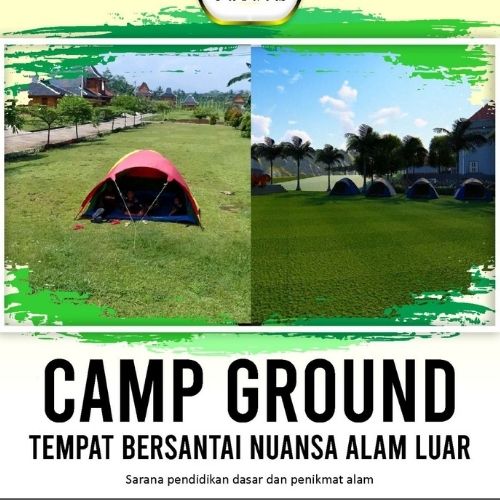 CAMP GROUND
TEMPAT BERSANTAI NUANSA ALAM LUAR
Sarana pendidikan dasar dan penikmat alam